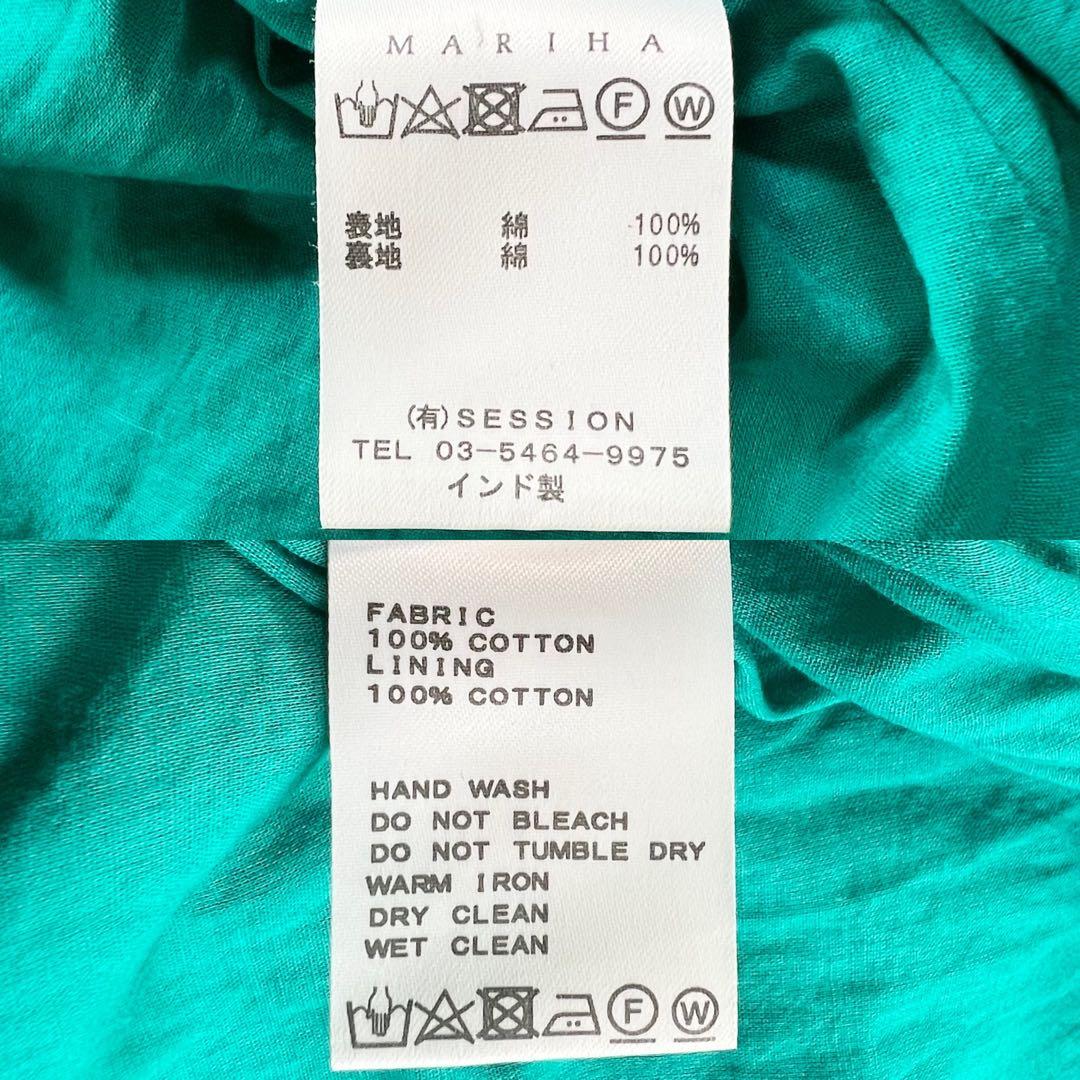 MARIHA
F W
表地 綿 100%
裏地 綿 100%
(有)SESSION
TEL 03-5464-9975
インド製
FABRIC
100% COTTON
LINING
100% COTTON
HAND WASH
DO NOT BLEACH
DO NOT TUMBLE DRY
WARM IRON
DRY CLEAN
WET CLEAN
F W